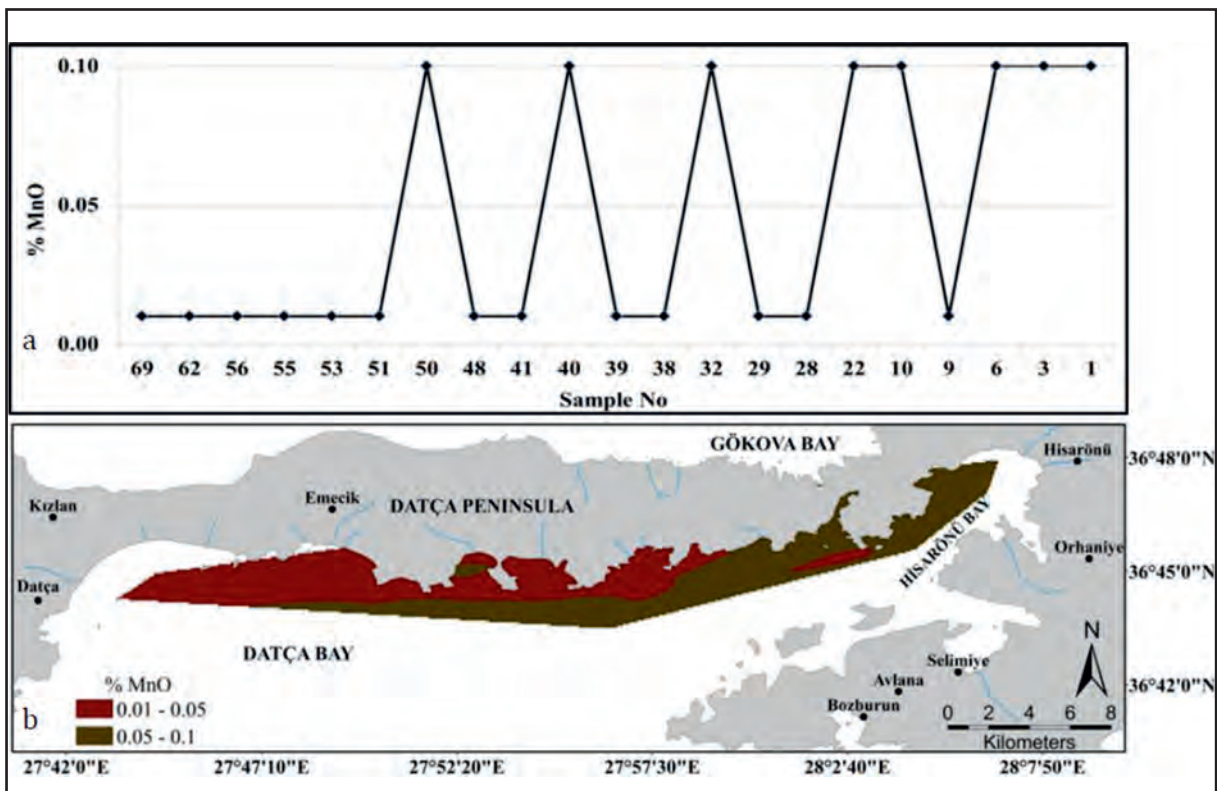 0.10
0.05
0.00
% MnO
a
69 62 56 55 53 51 50 48 41 40 39 38 32 29 28 22 10 9 6 3 1
Sample No
GÖKOVA BAY
Hisarönü
36°48'0"N
Kızlan
Emecik
DATÇA PENINSULA
HİSARÖNÜ BAY
Orhaniye
36°45'0"N
Datça
DATÇA BAY
N
Selimiye
Avlana
36°42'0"N
Bozburun
% MnO
0.01 - 0.05
0.05 - 0.1
b
0 2 4 6 8
Kilometers
27°42'0"E 27°47'10"E 27°52'20"E 27°57'30"E 28°2'40"E 28°7'50"E